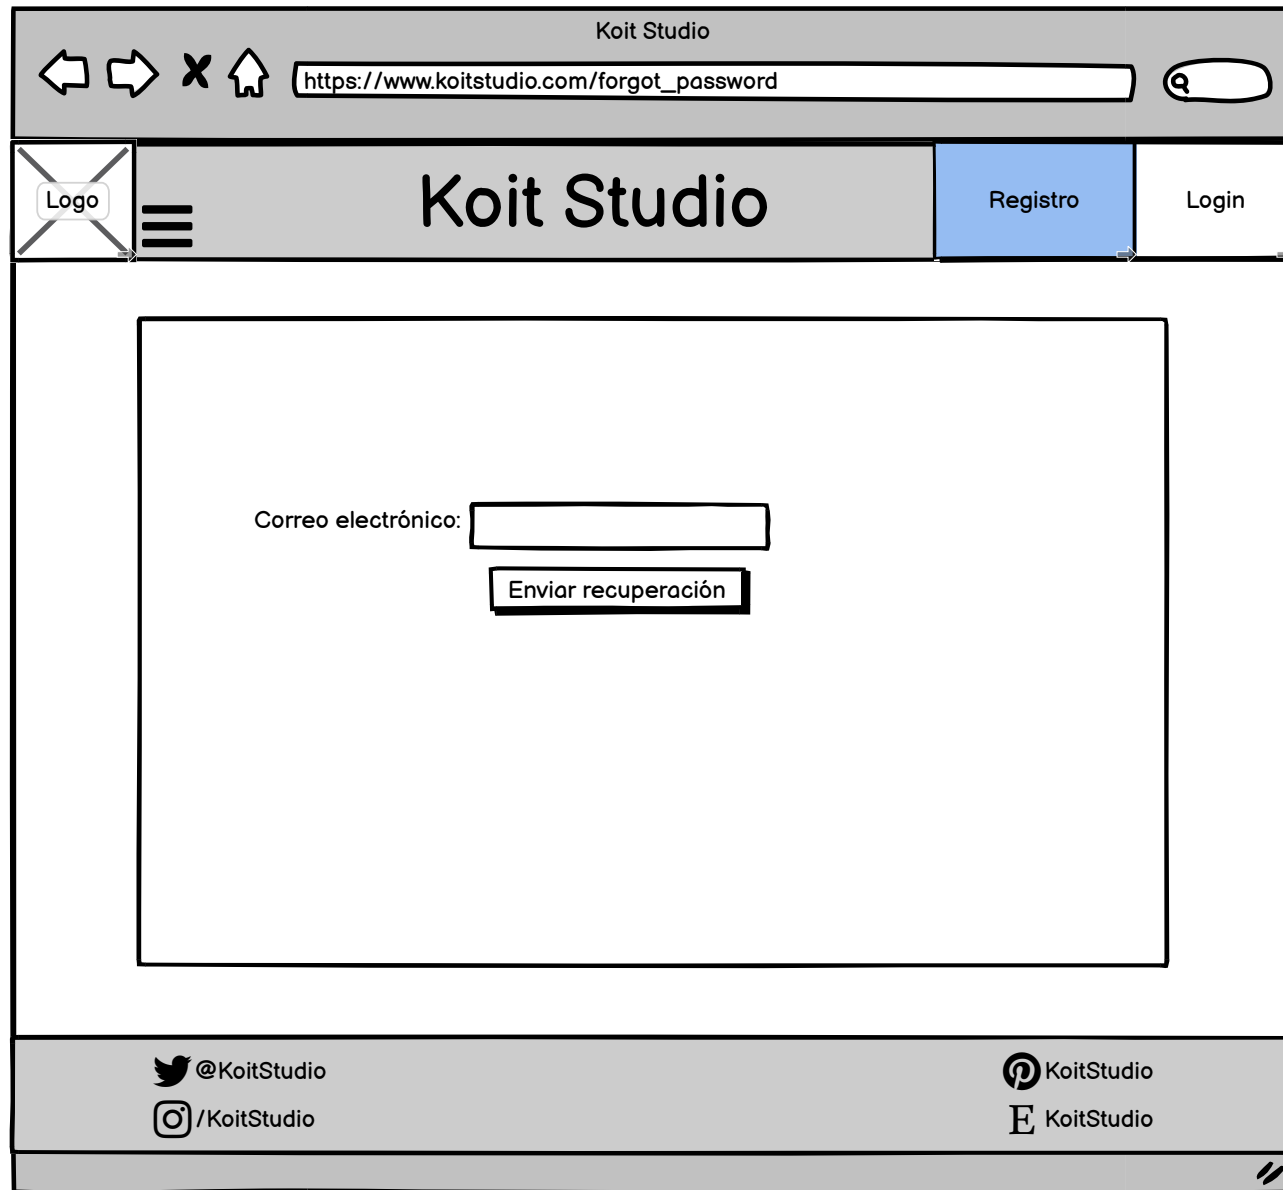 Koit Studio
https://www.koitstudio.com/forgot_password
Logo
Koit Studio
Registro
Login
Correo electrónico:
Enviar recuperación
@KoitStudio
KoitStudio
/KoitStudio
E KoitStudio